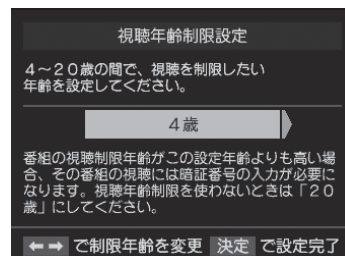 視聴年齢制限設定
４～２０歳の間で、視聴を制限したい
年齢を設定してください。
４歳
番組の視聴制限年齢がこの設定年齢よりも高い場
合、その番組の視聴には暗証番号の入力が必要に
なります。視聴年齢制限を使わないときは「２０
歳」にしてください。
←→ で制限年齢を変更 決定 で設定完了